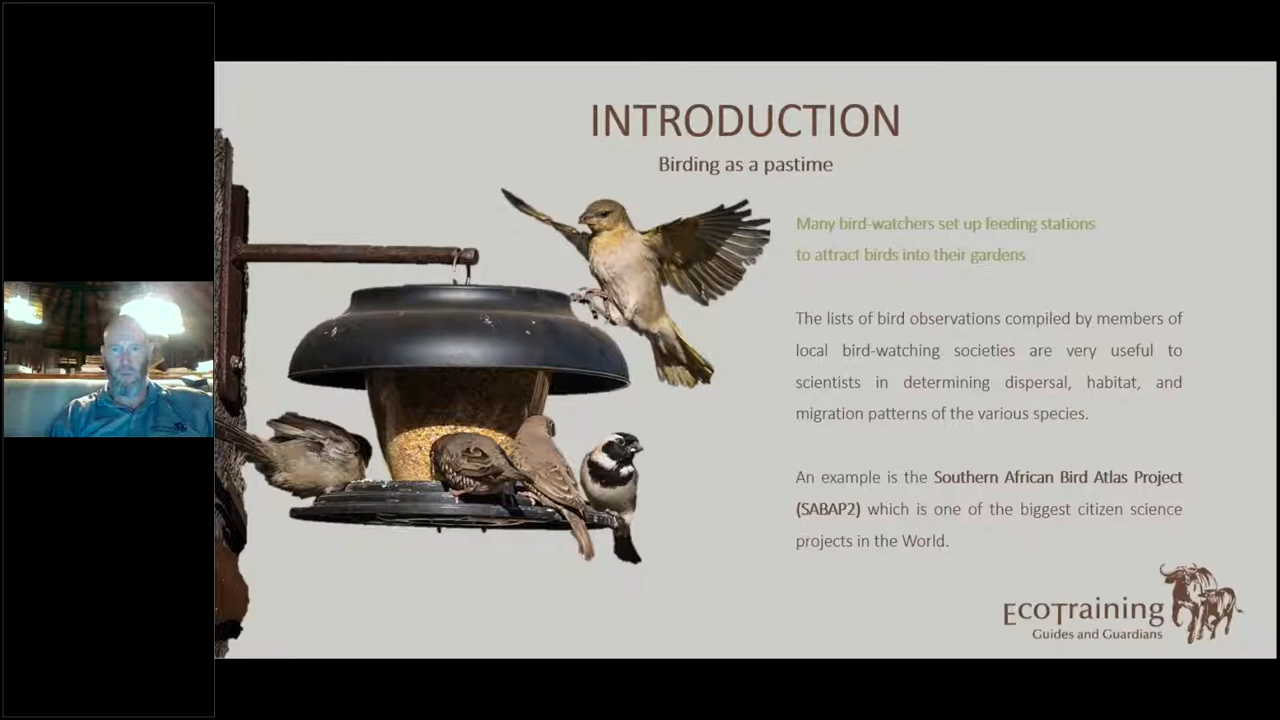 INTRODUCTION
Birding as a pastime
Many bird-watchers set up feeding stations
to attract birds into their gardens
The lists of bird observations compiled by members of
local bird-watching societies are very useful to
scientists in determining dispersal, habitat, and
migration patterns of the various species.
An example is the Southern African Bird Atlas Project
(SABAP2) which is one of the biggest citizen science
projects in the World.
EcoTraining
Guides and Guardians